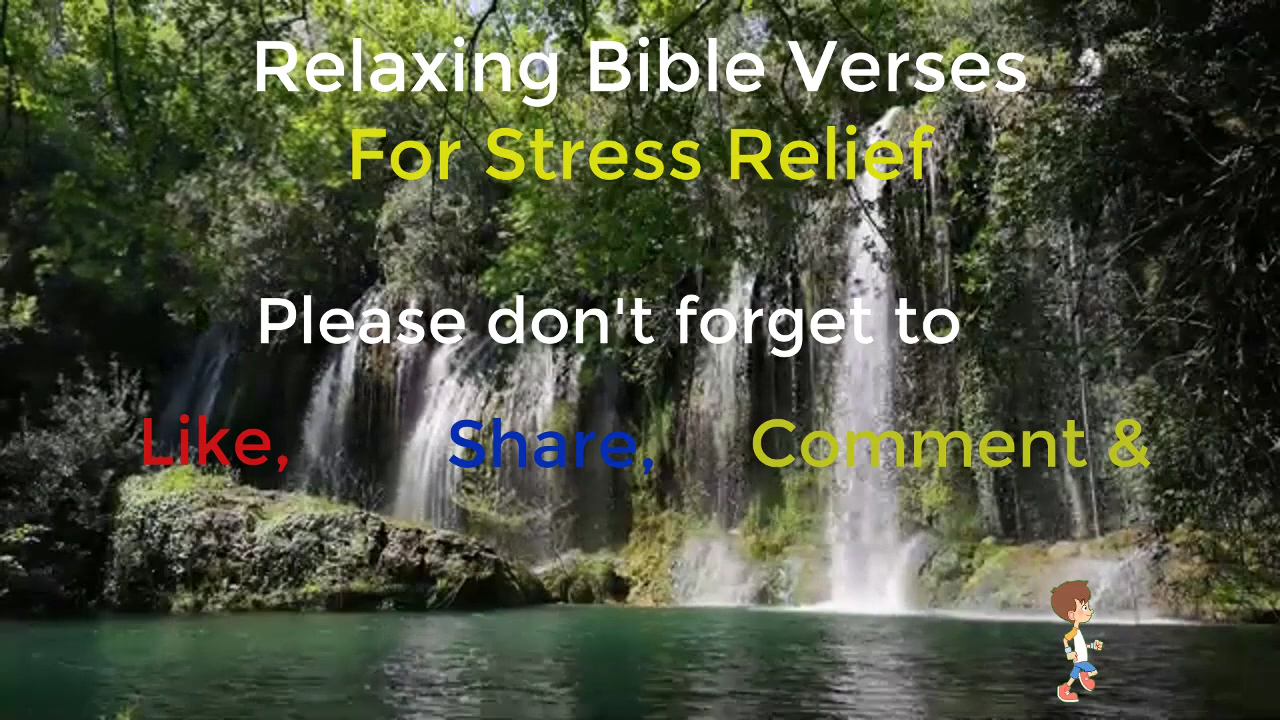 Relaxing Bible Verses
For Stress Relief
Please don't forget to
Like, Share, Comment &